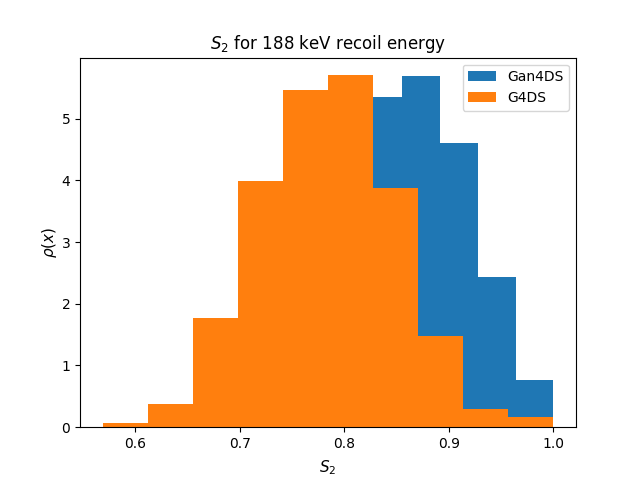 S₂ for 188 keV recoil energy
Gan4DS
G4DS
ρ(x)
5
4
3
2
1
0
0.6 0.7 0.8 0.9 1.0
S₂